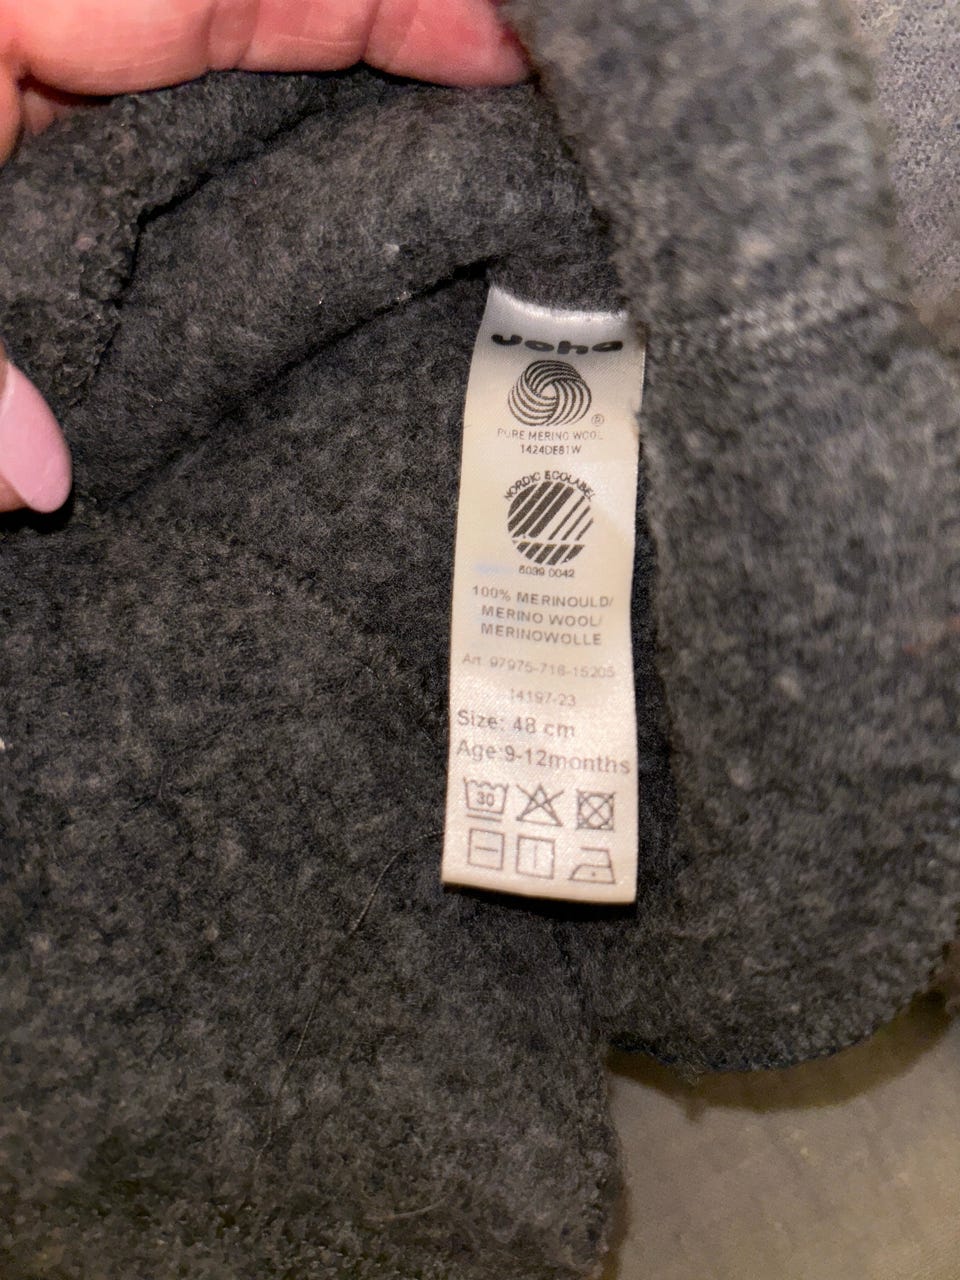 Joha
PURE MERINO WOOL
1424DE81W
NORDIC ECOLABEL
5039 0042
100% MERINOULD/
MERINO WOOL/
MERINOWOLLE
Art. 97975-716-15205
14197-23
Size: 48 cm
Age:9-12months
30